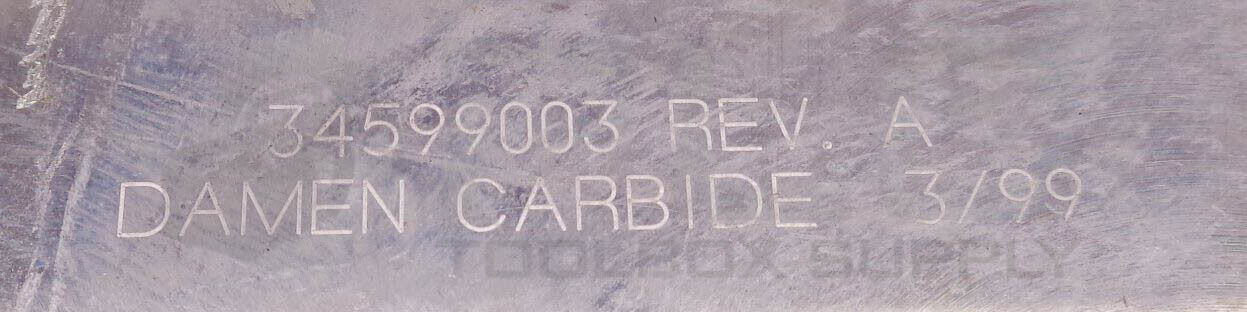 34599003 REV. A
DAMEN CARBIDE 3/99
TOOLBOX SUPPLY